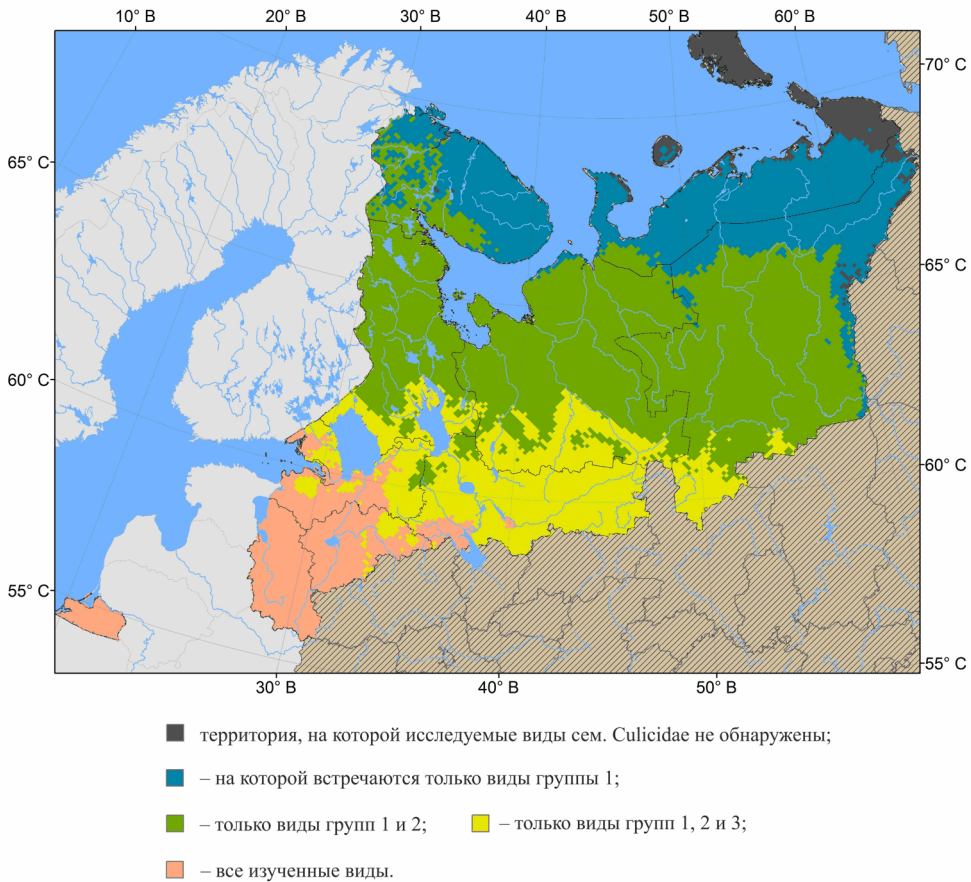 10° В 20° В 30° В 40° В 50° В 60° В
70° С
65° С
65° С
60° С
60° С
55° С
55° С
30° В 40° В 50° В
территория, на которой исследуемые виды сем. Culicidae не обнаружены;
– на которой встречаются только виды группы 1;
– только виды групп 1 и 2; – только виды групп 1, 2 и 3;
– все изученные виды.